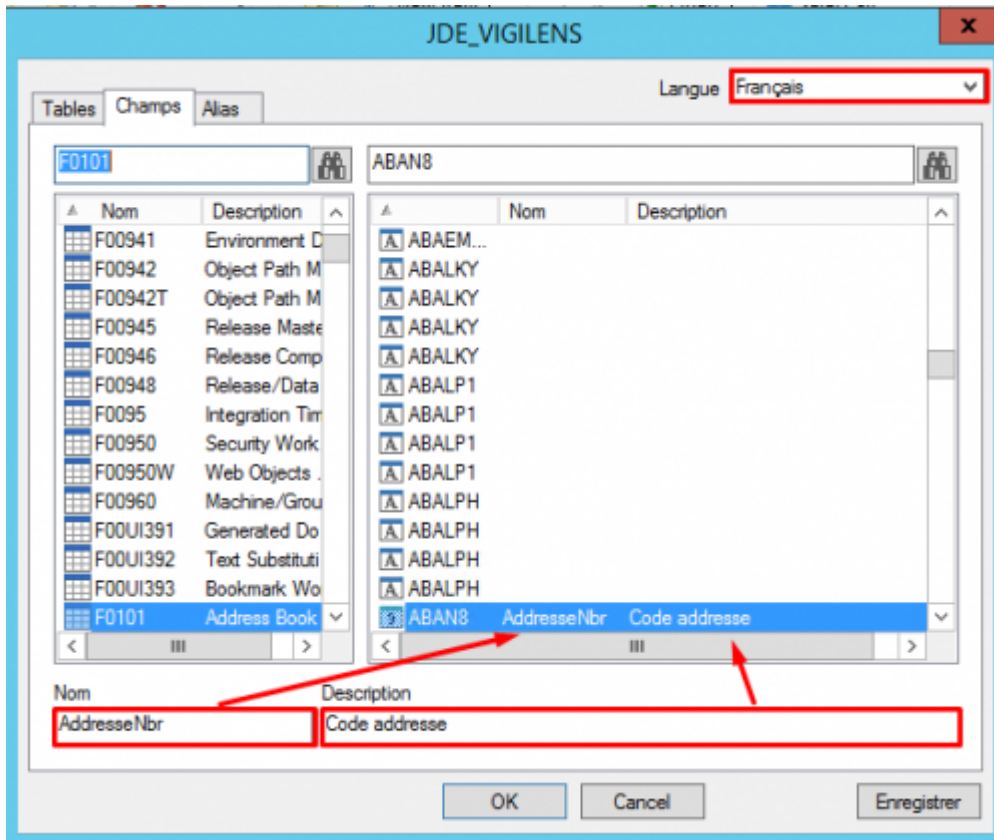 JDE_VIGILENS
x
Langue Français
Tables Champs Alias
F0101 ABAN8
Nom Description Nom Description
F00941 Environment D ABAEM...
F00942 Object Path M ABALKY
F00942T Object Path M ABALKY
F00945 Release Maste ABALKY
F00946 Release Comp ABALKY
F00948 Release/Data ABALP1
F0095 Integration Tim ABALP1
F00950 Security Work ABALP1
F00950W Web Objects . ABALP1
F00960 Machine/Grou ABALPH
F00UI391 Generated Do ABALPH
F00UI392 Text Substituti ABALPH
F00UI393 Bookmark Wo ABALPH
F0101 Address Book ABAN8 AddresseNbr Code addresse
Nom Description
AddresseNbr Code addresse
OK Cancel Enregistrer